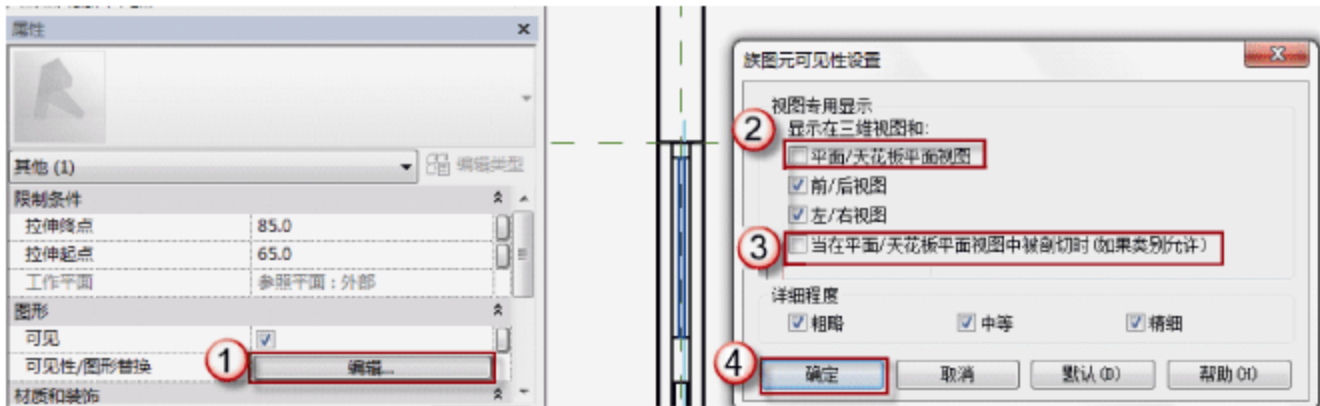 属性
其他 (1)
编辑类型
限制条件
拉伸终点 85.0
拉伸起点 65.0
工作平面 参照平面：外部
图形
可见
可见性/图形替换 编辑...
材质和装饰
1
族图元可见性设置
视图专用显示
显示在三维视图和:
2
平面/天花板平面视图
前/后视图
左/右视图
3
当在平面/天花板平面视图中被剖切时(如果类别允许)
详细程度
粗略 中等 精细
4
确定 取消 默认(D) 帮助(H)